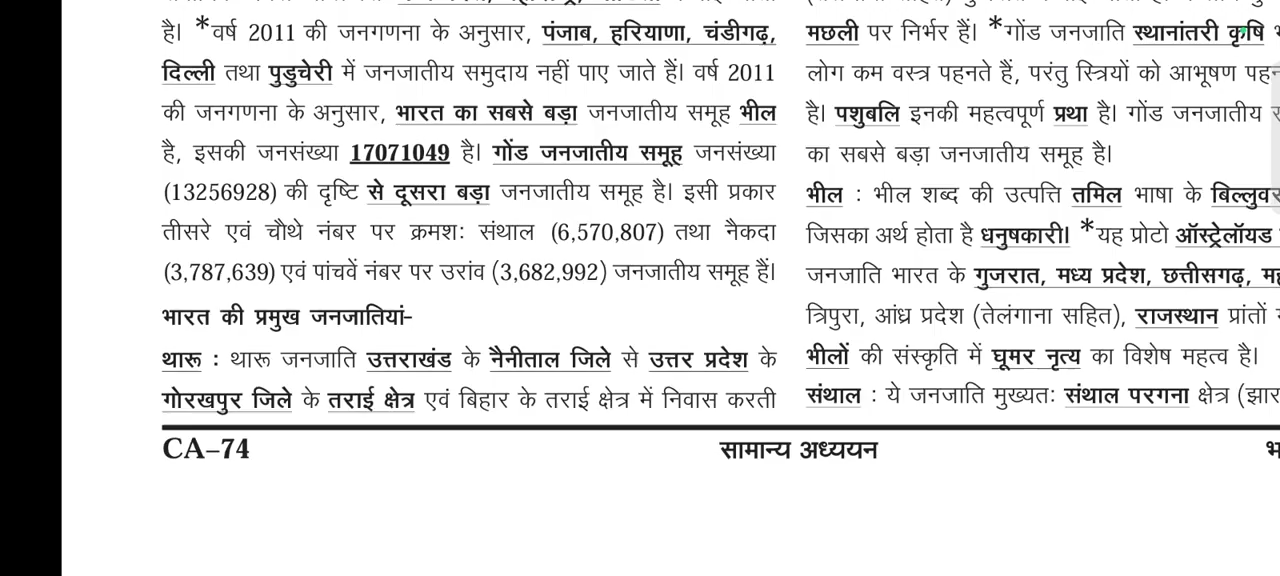 है। *वर्ष 2011 की जनगणना के अनुसार, पंजाब, हरियाणा, चंडीगढ़,
दिल्ली तथा पुडुचेरी में जनजातीय समुदाय नहीं पाए जाते हैं। वर्ष 2011
की जनगणना के अनुसार, भारत का सबसे बड़ा जनजातीय समूह भील
है, इसकी जनसंख्या 17071049 है। गोंड जनजातीय समूह जनसंख्या
(13256928) की दृष्टि से दूसरा बड़ा जनजातीय समूह है। इसी प्रकार
तीसरे एवं चौथे नंबर पर क्रमशः संथाल (6,570,807) तथा नैकदा
(3,787,639) एवं पांचवें नंबर पर उरांव (3,682,992) जनजातीय समूह हैं।
भारत की प्रमुख जनजातियां-
थारू : थारू जनजाति उत्तराखंड के नैनीताल जिले से उत्तर प्रदेश के
गोरखपुर जिले के तराई क्षेत्र एवं बिहार के तराई क्षेत्र में निवास करती
मछली पर निर्भर हैं। *गोंड जनजाति स्थानांतरी कृषि
लोग कम वस्त्र पहनते हैं, परंतु स्त्रियों को आभूषण
है। पशुबलि इनकी महत्वपूर्ण प्रथा है। गोंड जनजातीय
का सबसे बड़ा जनजातीय समूह है।
भील : भील शब्द की उत्पत्ति तमिल भाषा के
जिसका अर्थ होता है धनुषकारी। *यह प्रोटो ऑस्ट्रेलॉयड
जनजाति भारत के गुजरात, मध्य प्रदेश, छत्तीसगढ़,
त्रिपुरा, आंध्र प्रदेश (तेलंगाना सहित), राजस्थान प्रांतों
भीलों की संस्कृति में घूमर नृत्य का विशेष महत्व है।
संथाल : ये जनजाति मुख्यतः संथाल परगना क्षेत्र
CA–74 सामान्य अध्ययन